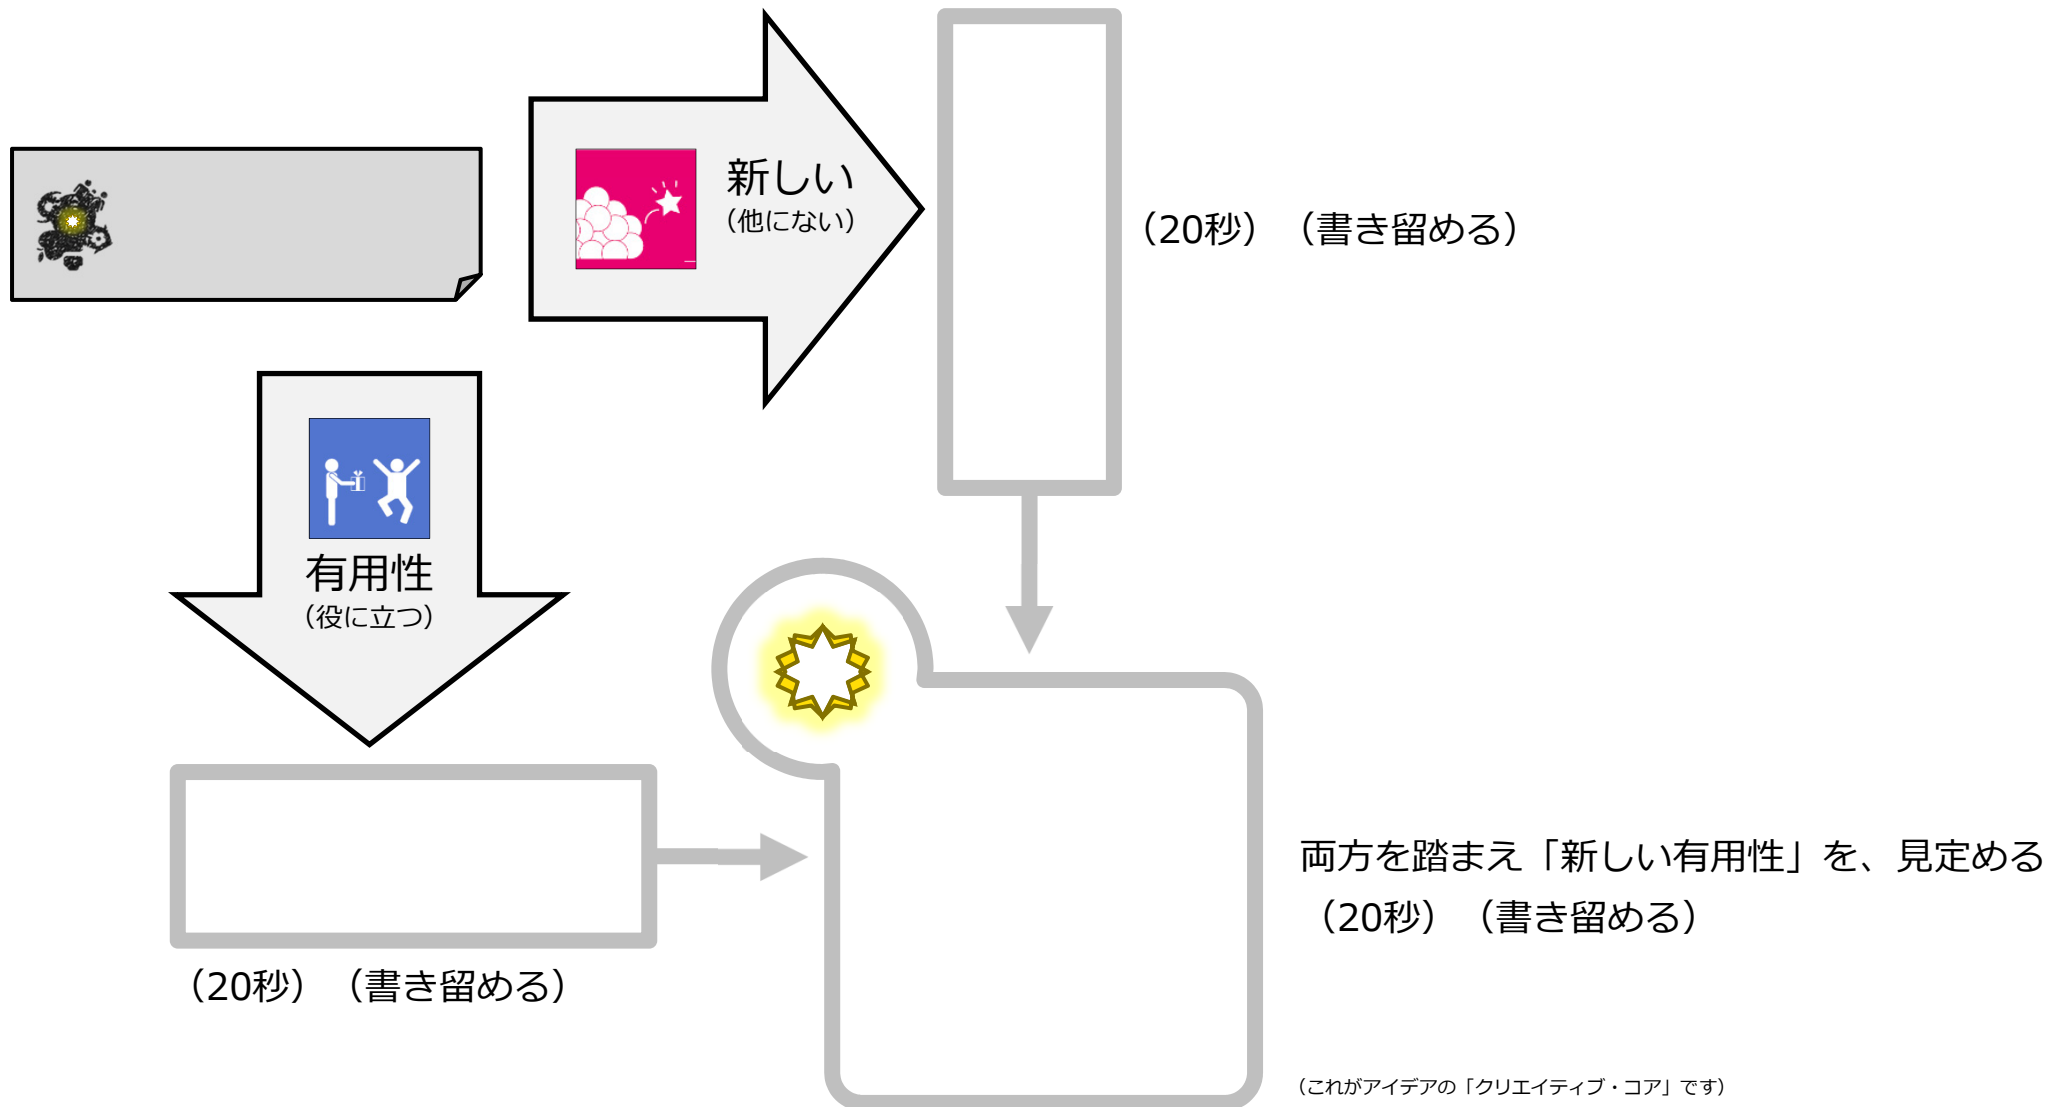 新しい
（他にない）
（20秒）（書き留める）
有用性
（役に立つ）
（20秒）（書き留める）
両方を踏まえ「新しい有用性」を、見定める
（20秒）（書き留める）
（これがアイデアの「クリエイティブ・コア」です）